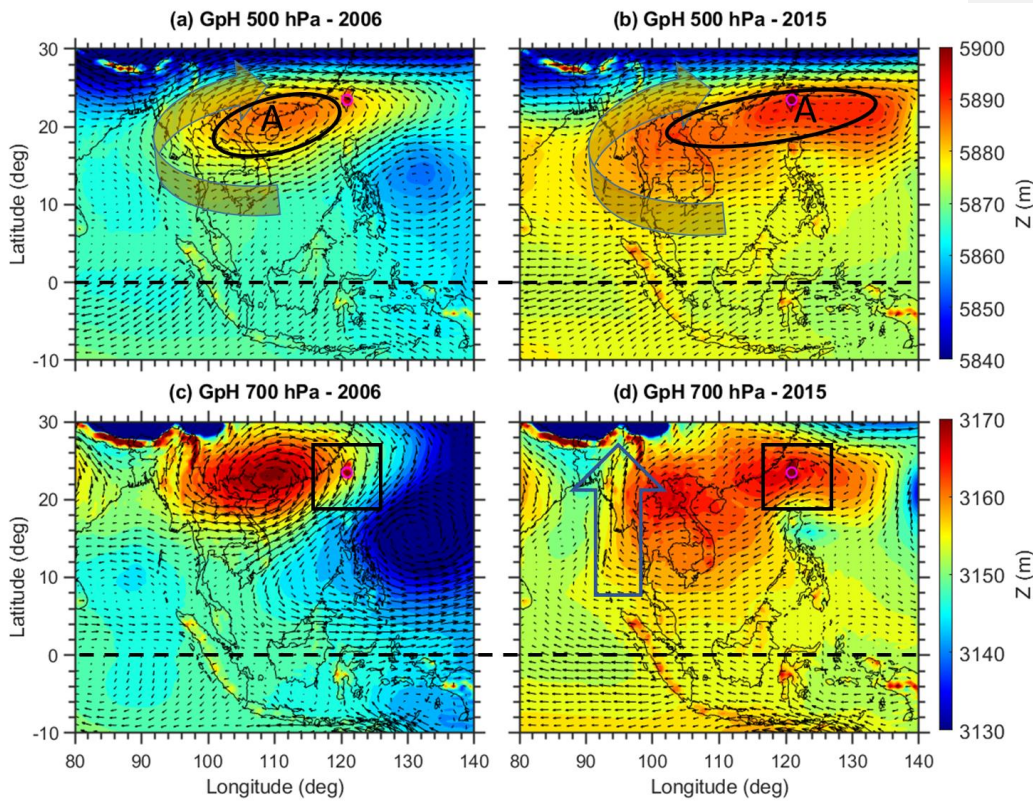 (a) GpH 500 hPa - 2006
(b) GpH 500 hPa - 2015
30
20
10
0
-10
Latitude (deg)
A
A
5900
5890
5880
5870
5860
5850
5840
Z (m)
(c) GpH 700 hPa - 2006
(d) GpH 700 hPa - 2015
30
20
10
0
-10
Latitude (deg)
80 90 100 110 120 130 140
Longitude (deg)
80 90 100 110 120 130 140
Longitude (deg)
3170
3160
3150
3140
3130
Z (m)